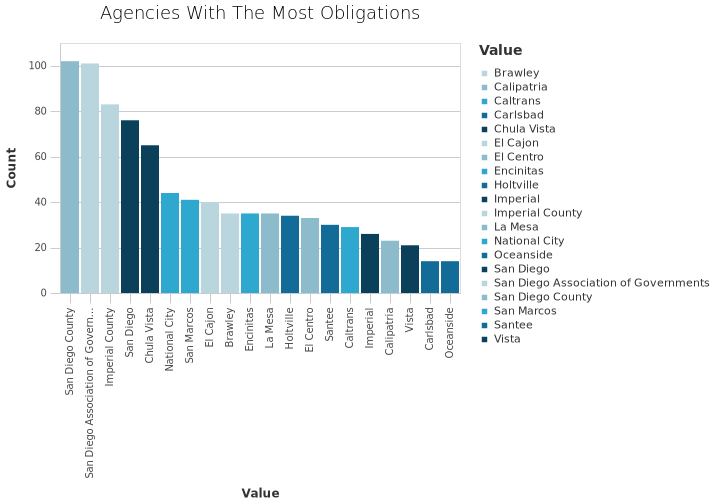 Agencies With The Most Obligations
Count
100
80
60
40
20
0
San Diego County
San Diego Association of Govern...
Imperial County
San Diego
Chula Vista
National City
San Marcos
El Cajon
Brawley
Encinitas
La Mesa
Holtville
El Centro
Santee
Caltrans
Imperial
Calipatria
Vista
Carlsbad
Oceanside
Value
Value
Brawley
Calipatria
Caltrans
Carlsbad
Chula Vista
El Cajon
El Centro
Encinitas
Holtville
Imperial
Imperial County
La Mesa
National City
Oceanside
San Diego
San Diego Association of Governments
San Diego County
San Marcos
Santee
Vista